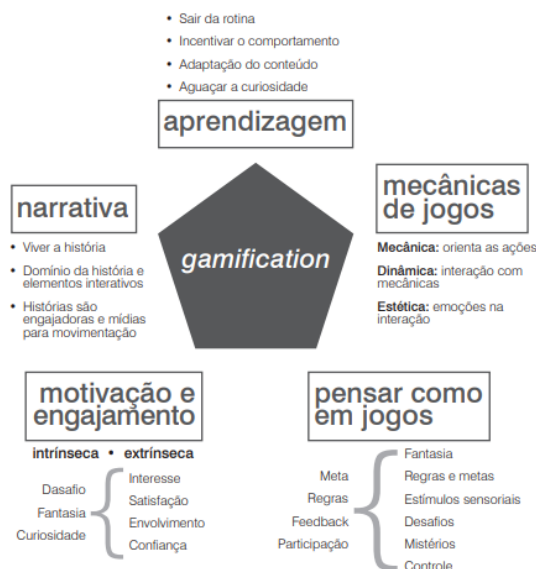 • Sair da rotina
• Incentivar o comportamento
• Adaptação do conteúdo
• Aguaçar a curiosidade
aprendizagem
narrativa
• Viver a história
• Domínio da história e
elementos interativos
• Histórias são
engajadoras e mídias
para movimentação
gamification
mecânicas
de jogos
Mecânica: orienta as ações
Dinâmica: interação com
mecânicas
Estética: emoções na
interação
motivação e
engajamento
intrínseca • extrínseca
Dasafio
Fantasia
Curiosidade
Interesse
Satisfação
Envolvimento
Confiança
pensar como
em jogos
Meta
Regras
Feedback
Participação
Fantasia
Regras e metas
Estímulos sensoriais
Desafios
Mistérios
Controle